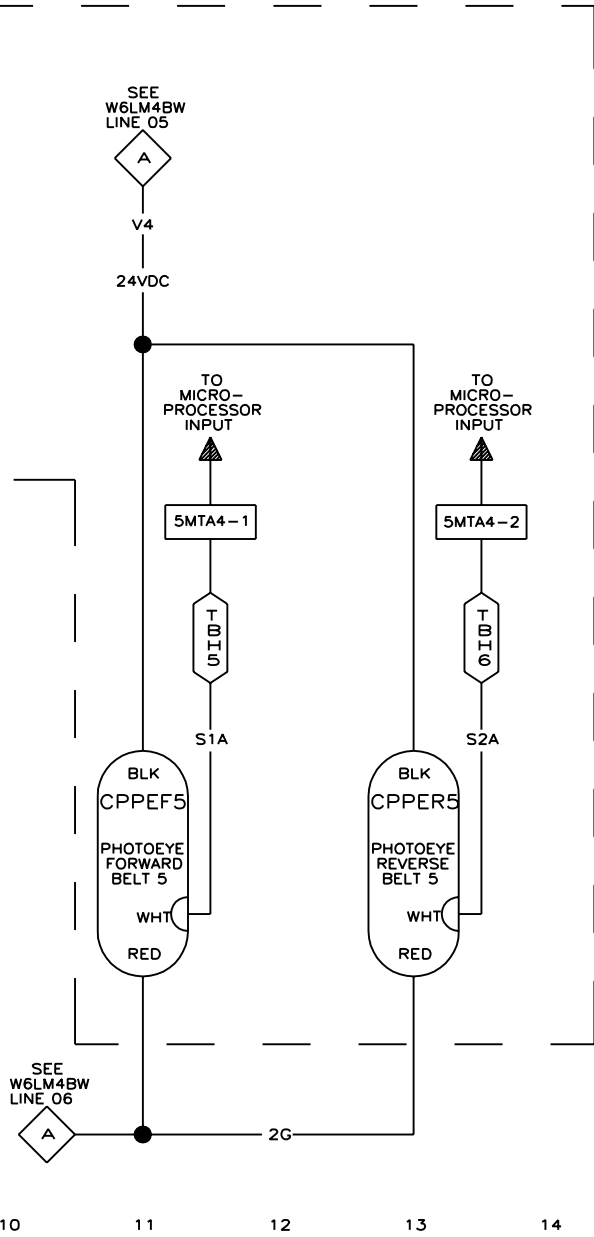 SEE
W6LM4BW
LINE 05
A
V4
24VDC
TO
MICRO-
PROCESSOR
INPUT
5MTA4-1
TBH5
S1A
BLK
CPPEF5
PHOTOEYE
FORWARD
BELT 5
WHT
RED
TO
MICRO-
PROCESSOR
INPUT
5MTA4-2
TBH6
S2A
BLK
CPPER5
PHOTOEYE
REVERSE
BELT 5
WHT
RED
SEE
W6LM4BW
LINE 06
A
2G
10 11 12 13 14